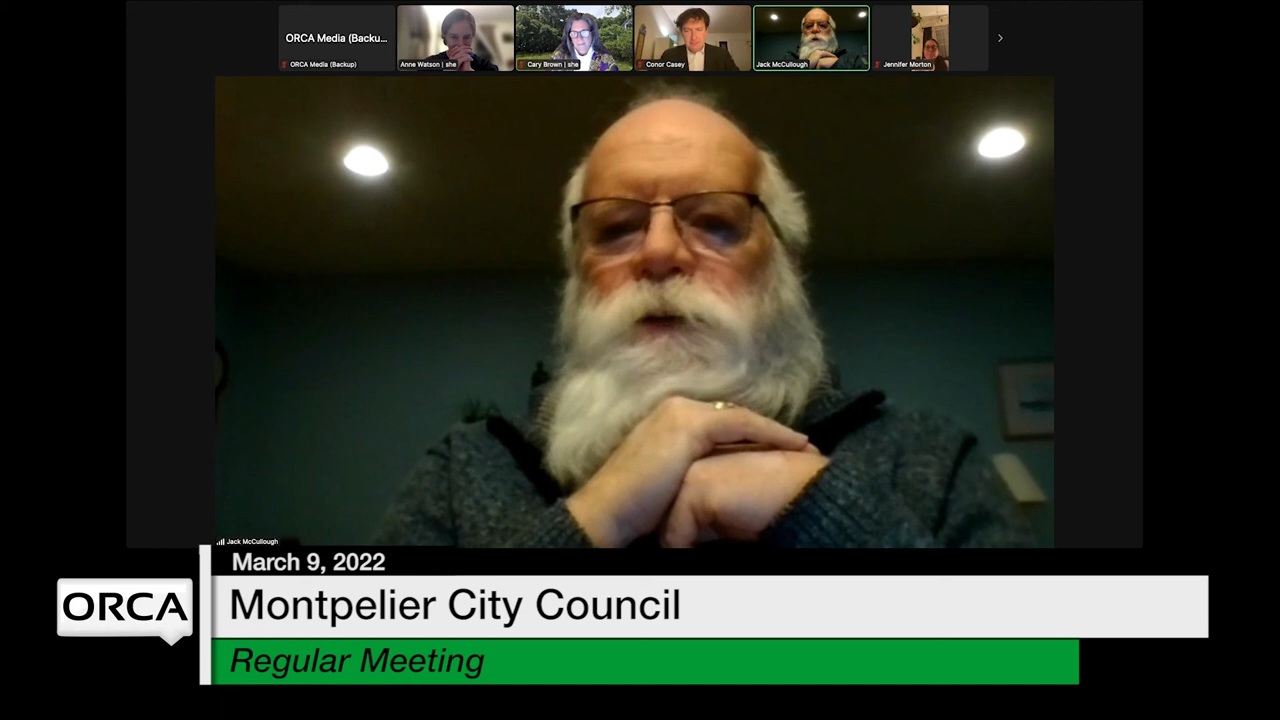 ORCA Media (Backu...
ORCA Media (Backup)
Anne Watson | she
Cary Brown | she
Conor Casey
Jack McCullough
Jennifer Morton
Jack McCullough
March 9, 2022
ORCA
Montpelier City Council
Regular Meeting